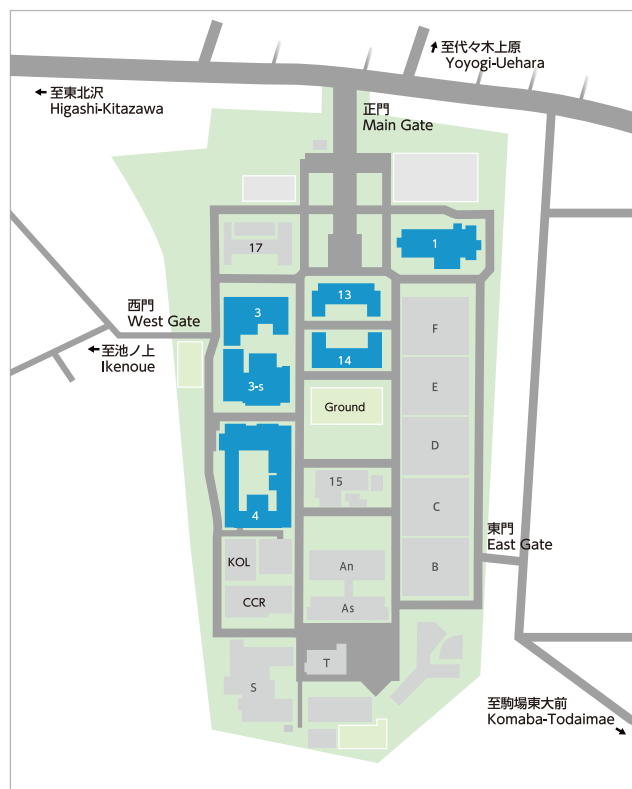 至代々木上原
Yoyogi-Uehara
至東北沢
Higashi-Kitazawa
正門
Main Gate
1
17
13
3
西門
West Gate
F
14
至池ノ上
Ikenoue
3-s
E
Ground
D
15
C
4
東門
East Gate
KOL
An
B
CCR
As
T
S
至駒場東大前
Komaba-Todaimae